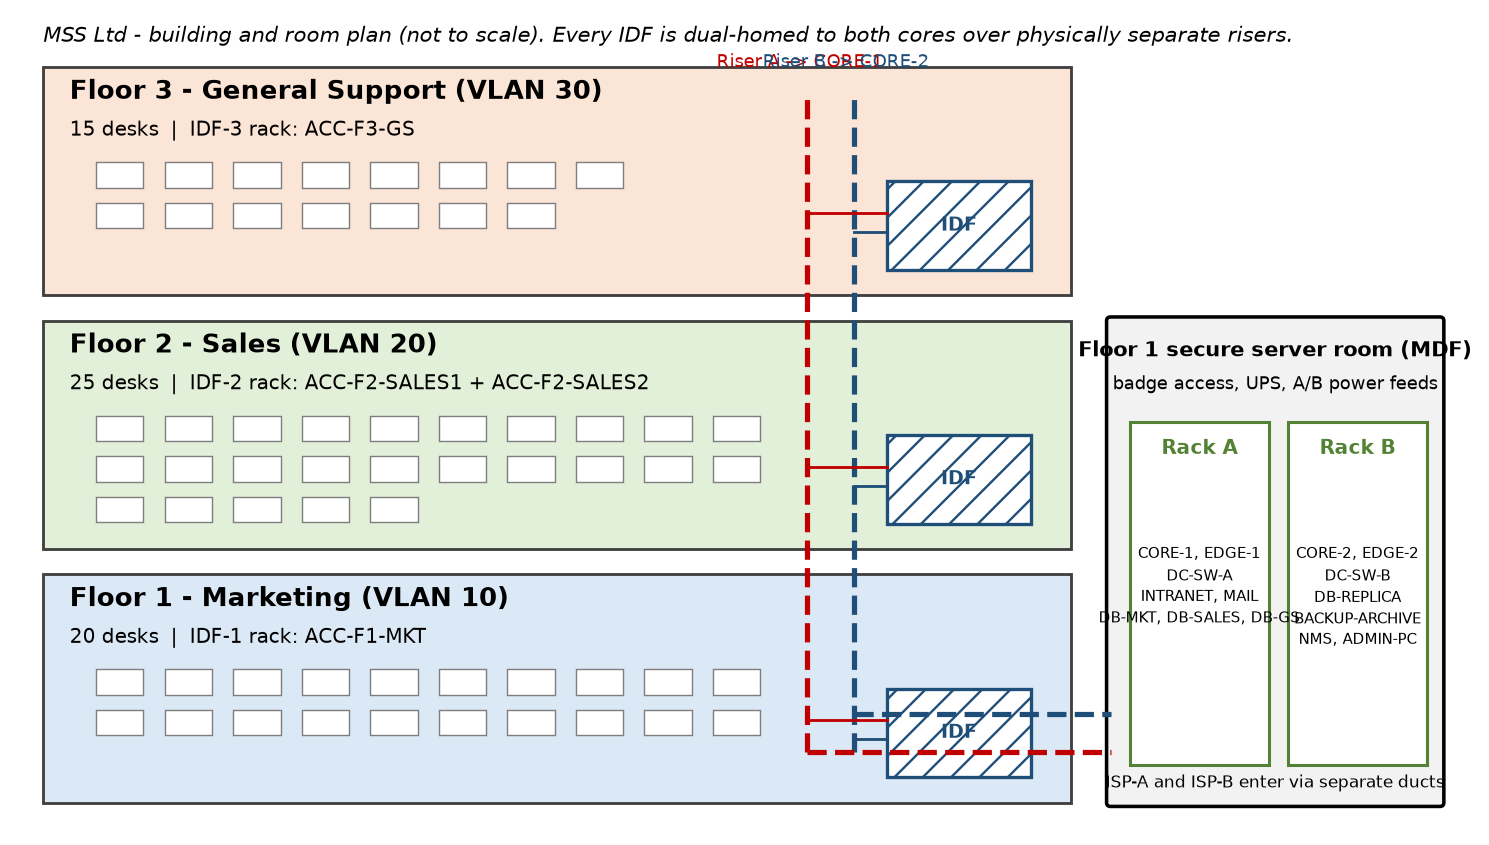 MSS Ltd - building and room plan (not to scale). Every IDF is dual-homed to both cores over physically separate risers.
Riser A -> CORE-1
Riser B -> CORE-2
Floor 3 - General Support (VLAN 30)
15 desks | IDF-3 rack: ACC-F3-GS
IDF
Floor 2 - Sales (VLAN 20)
25 desks | IDF-2 rack: ACC-F2-SALES1 + ACC-F2-SALES2
IDF
Floor 1 - Marketing (VLAN 10)
20 desks | IDF-1 rack: ACC-F1-MKT
IDF
Floor 1 secure server room (MDF)
badge access, UPS, A/B power feeds
Rack A
CORE-1, EDGE-1
DC-SW-A
INTRANET, MAIL
DB-MKT, DB-SALES, DB-GS
Rack B
CORE-2, EDGE-2
DC-SW-B
DB-REPLICA
BACKUP-ARCHIVE
NMS, ADMIN-PC
ISP-A and ISP-B enter via separate ducts